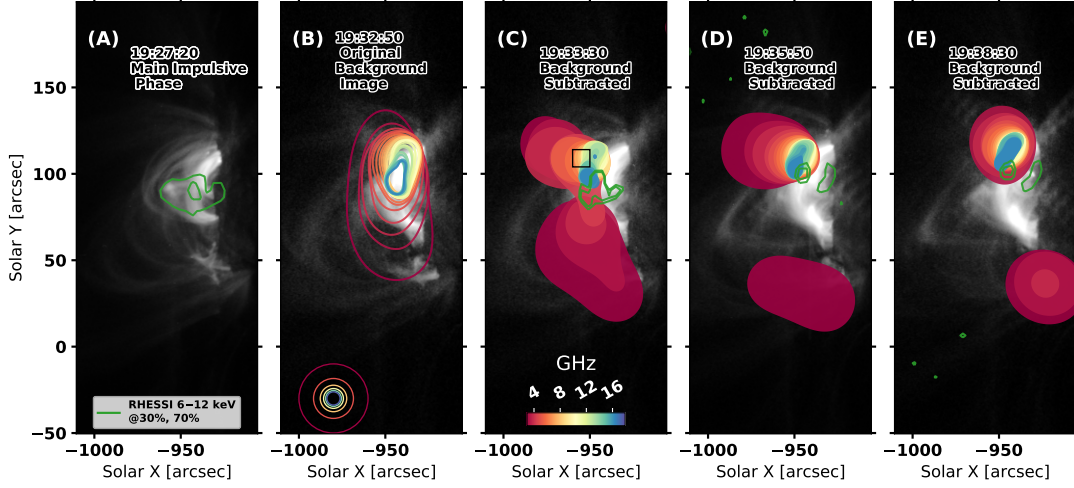 (A)
19:27:20
Main Impulsive
Phase
(B)
19:32:50
Original
Background
Image
(C)
19:33:30
Background
Subtracted
(D)
19:35:50
Background
Subtracted
(E)
19:38:30
Background
Subtracted
150
100
50
0
−50
Solar Y [arcsec]
RHESSI 6−12 keV
@30%, 70%
GHz
4 8 12 16
−1000 −950
−1000 −950
−1000 −950
−1000 −950
−1000 −950
Solar X [arcsec]
Solar X [arcsec]
Solar X [arcsec]
Solar X [arcsec]
Solar X [arcsec]